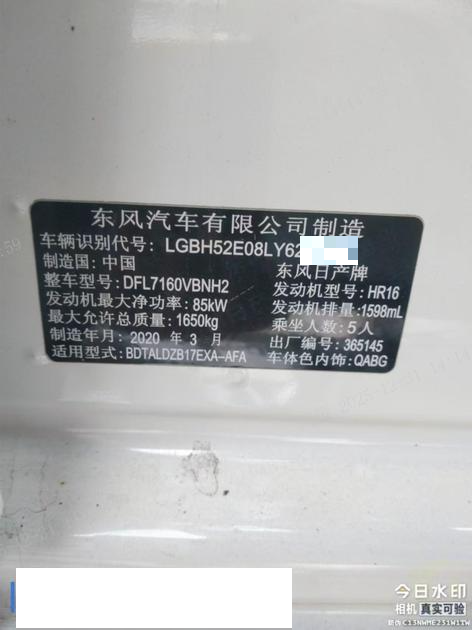 东风汽车有限公司制造
车辆识别代号: LGBH52E08LY62
制造国: 中国 东风日产牌
整车型号: DFL7160VBNH2 发动机型号: HR16
发动机最大净功率: 85kW 发动机排量: 1598mL
最大允许总质量: 1650kg 乘坐人数: 5人
制造年月: 2020 年 3 月 出厂编号: 365145
适用型式: BDTALDZB17EXA-AFA 车体色内饰: QABG
今日水印
相机 真实可验
防伪 C13NWME231W1TW